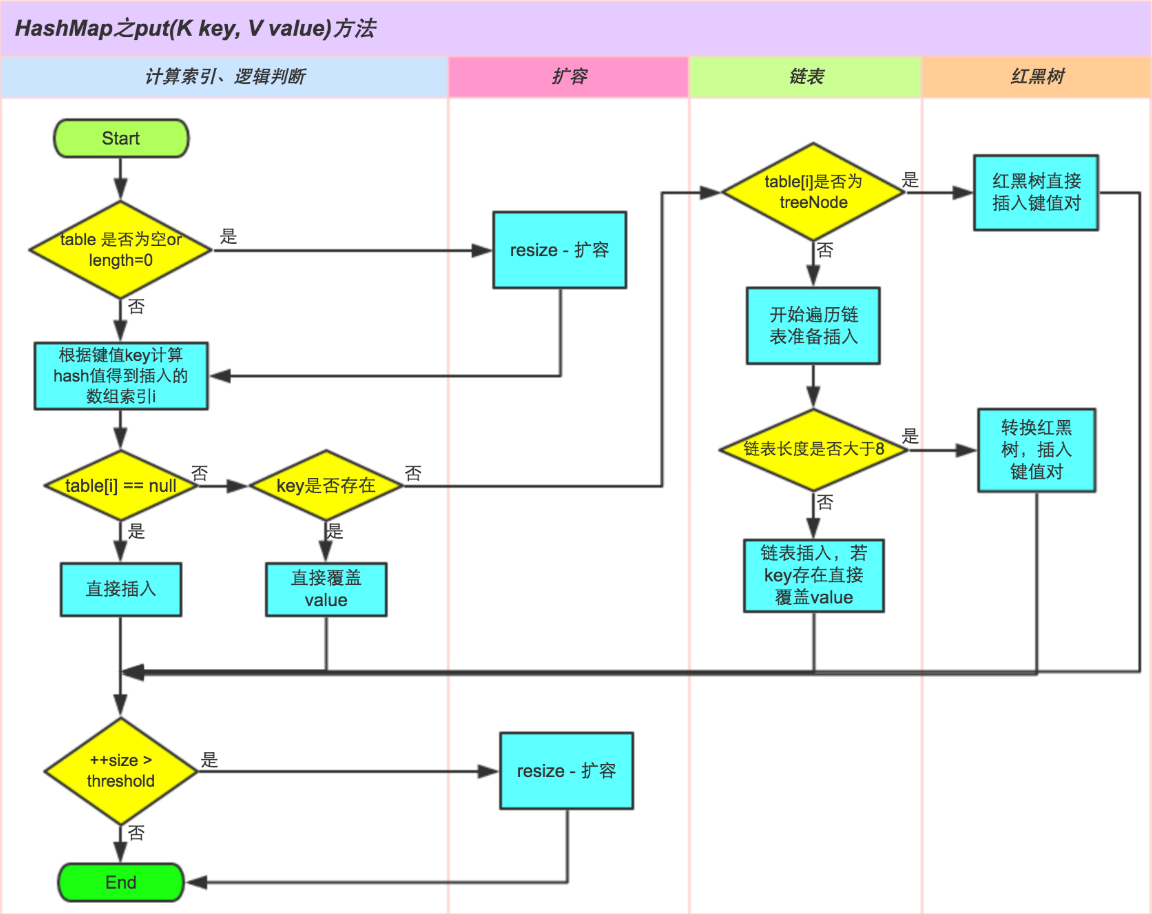 HashMap之put(K key, V value)方法
计算索引、逻辑判断
扩容
链表
红黑树
Start
table 是否为空or
length=0
是
否
resize - 扩容
根据键值key计算
hash值得到插入的
数组索引i
table[i] == null
否
是
key是否存在
否
是
直接插入
直接覆盖
value
table[i]是否为
treeNode
是
否
红黑树直接
插入键值对
开始遍历链
表准备插入
链表长度是否大于8
是
否
转换红黑
树，插入
键值对
链表插入，若
key存在直接
覆盖value
++size >
threshold
是
否
resize - 扩容
End